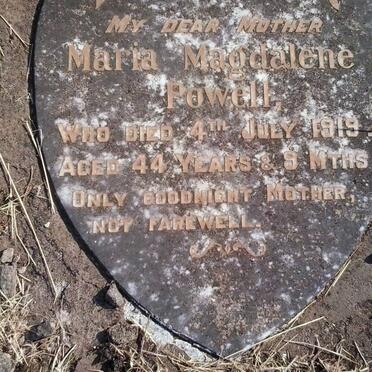 My Dear Mother
Maria Magdalene
Powell,
Who died 4th July 1919
Aged 44 Years & 9 Mths
Only goodnight Mother,
not farewell.